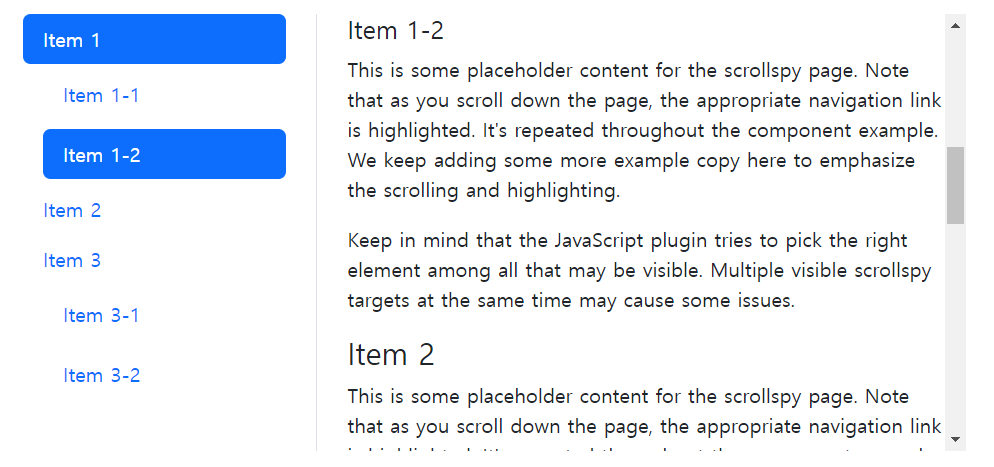 Item 1
Item 1-1
Item 1-2
Item 2
Item 3
Item 3-1
Item 3-2
Item 1-2
This is some placeholder content for the scrollspy page. Note
that as you scroll down the page, the appropriate navigation link
is highlighted. It's repeated throughout the component example.
We keep adding some more example copy here to emphasize
the scrolling and highlighting.
Keep in mind that the JavaScript plugin tries to pick the right
element among all that may be visible. Multiple visible scrollspy
targets at the same time may cause some issues.
Item 2
This is some placeholder content for the scrollspy page. Note
that as you scroll down the page, the appropriate navigation link